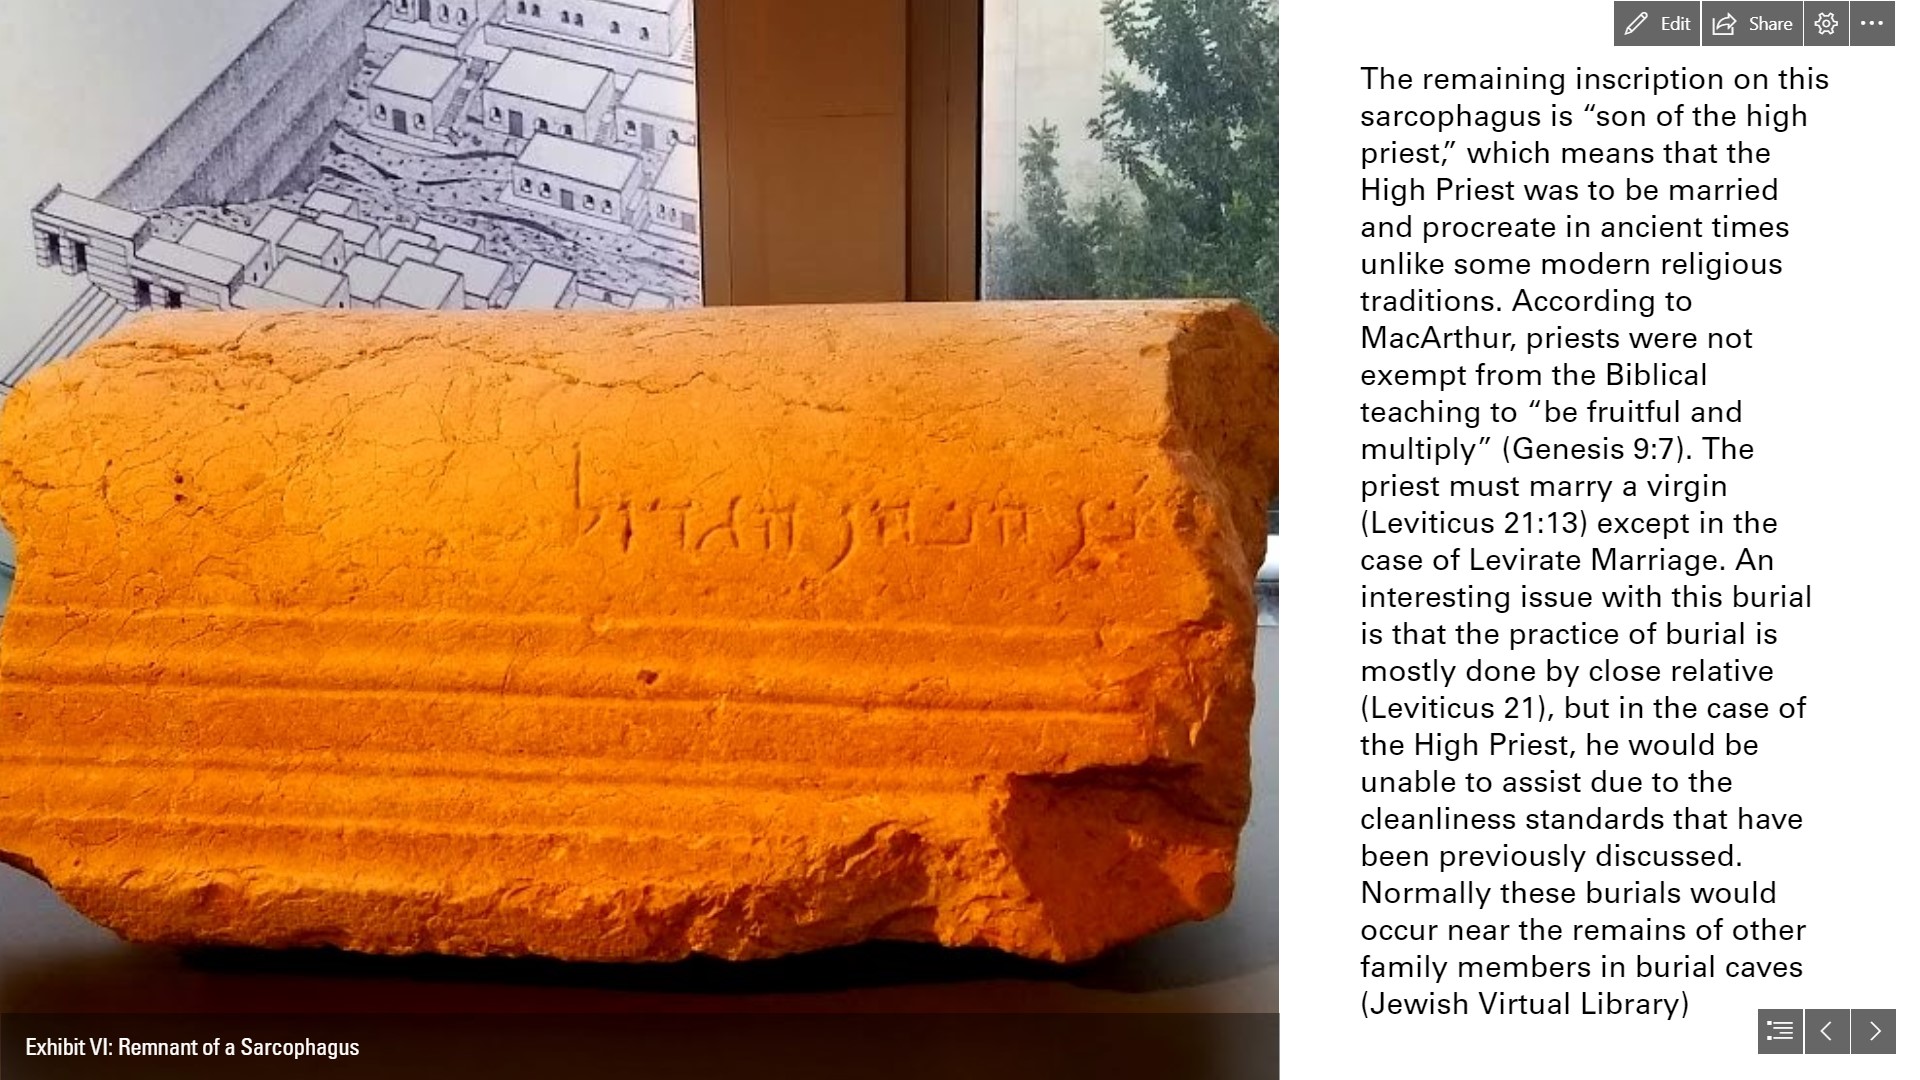 Edit
Share
The remaining inscription on this
sarcophagus is “son of the high
priest,” which means that the
High Priest was to be married
and procreate in ancient times
unlike some modern religious
traditions. According to
MacArthur, priests were not
exempt from the Biblical
teaching to “be fruitful and
multiply” (Genesis 9:7). The
priest must marry a virgin
(Leviticus 21:13) except in the
case of Levirate Marriage. An
interesting issue with this burial
is that the practice of burial is
mostly done by close relative
(Leviticus 21), but in the case of
the High Priest, he would be
unable to assist due to the
cleanliness standards that have
been previously discussed.
Normally these burials would
occur near the remains of other
family members in burial caves
(Jewish Virtual Library)
בן הכהן הגדול
Exhibit VI: Remnant of a Sarcophagus